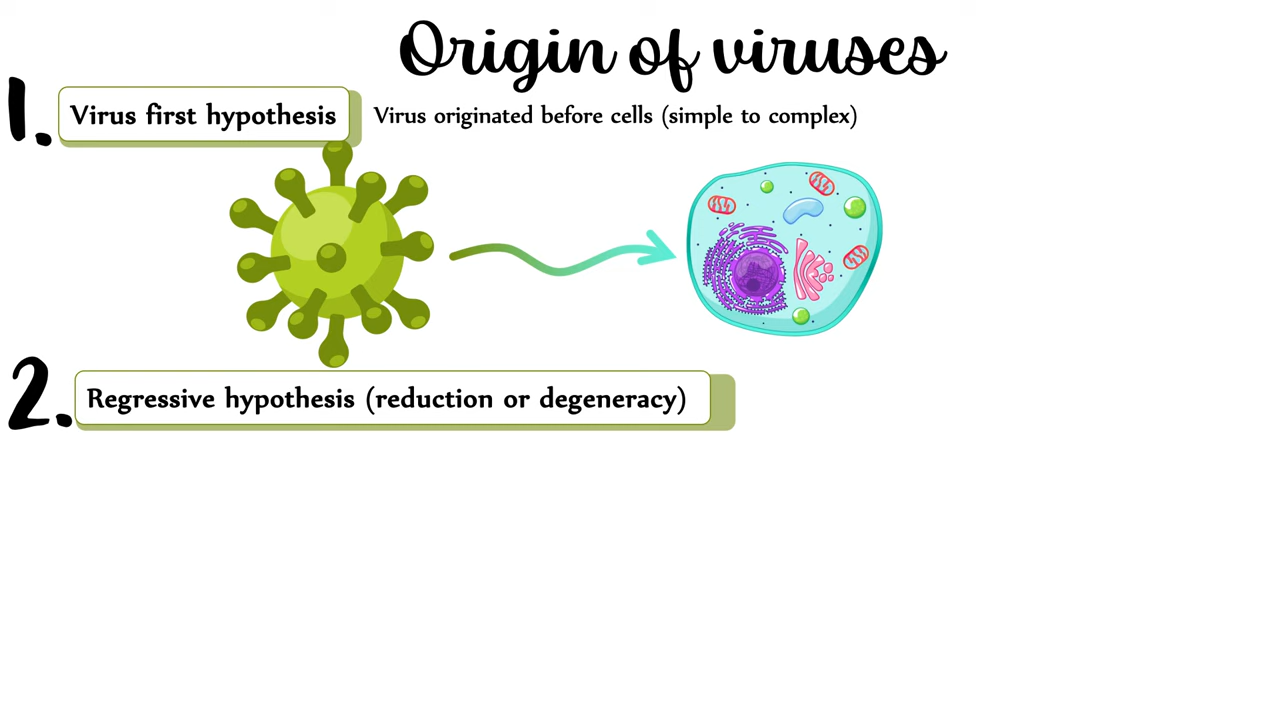 Origin of viruses
1. Virus first hypothesis Virus originated before cells (simple to complex)
2. Regressive hypothesis (reduction or degeneracy)